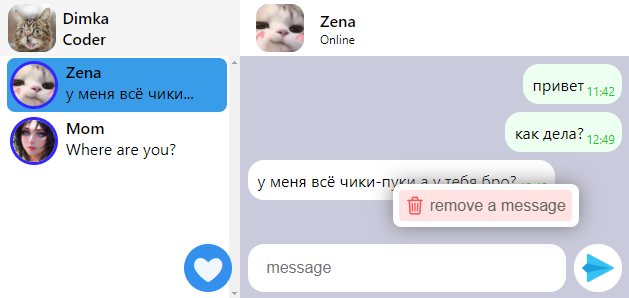 Dimka
Coder
Zena
у меня всё чики...
Mom
Where are you?
Zena
Online
привет 11:42
как дела? 12:49
у меня всё чики-пуки а у тебя бро?
remove a message
message